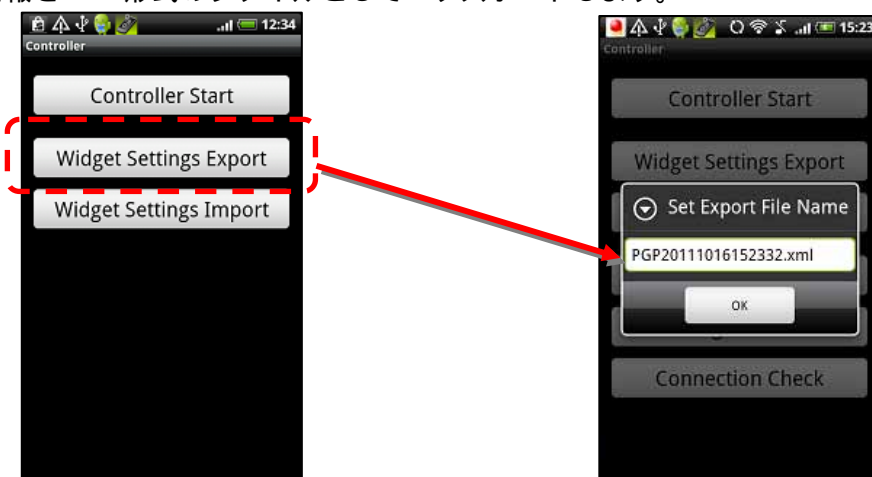 12:34
Controller
Controller Start
Widget Settings Export
Widget Settings Import
15:23
Controller
Controller Start
Widget Settings Export
Set Export File Name
PGP20111016152332.xml
OK
Connection Check